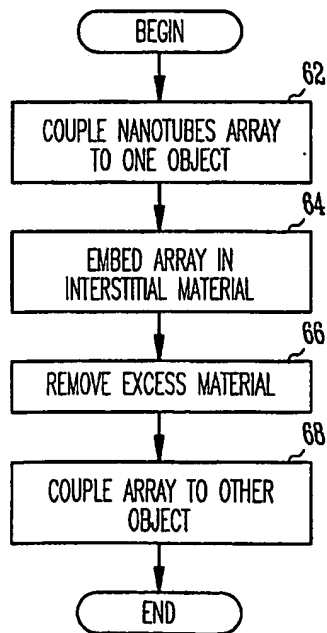 BEGIN
62
COUPLE NANOTUBES ARRAY
TO ONE OBJECT
64
EMBED ARRAY IN
INTERSTITIAL MATERIAL
66
REMOVE EXCESS MATERIAL
68
COUPLE ARRAY TO OTHER
OBJECT
END